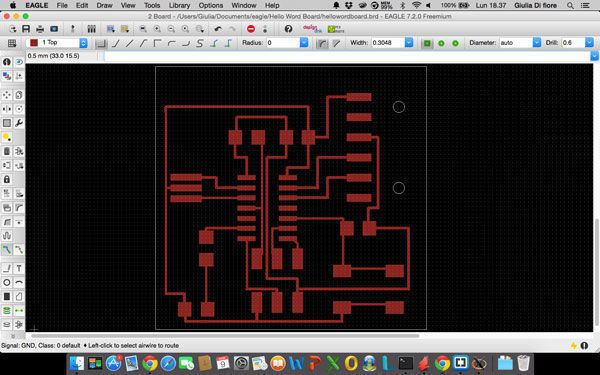 EAGLE File Edit Draw View Tools Library Options Window Help
100% Lun 18.37 Giulia Di fiore
2 Board - /Users/Giulia/Documents/eagle/Hello Word Board/hellowordboard.brd - EAGLE 7.2.0 Freemium
1 Top Radius: 0 Width: 0.3048 Diameter: auto Drill: 0.6
0.5 mm (33.0 15.5)
Signal: GND, Class: 0 default ♦ Left-click to select airwire to route